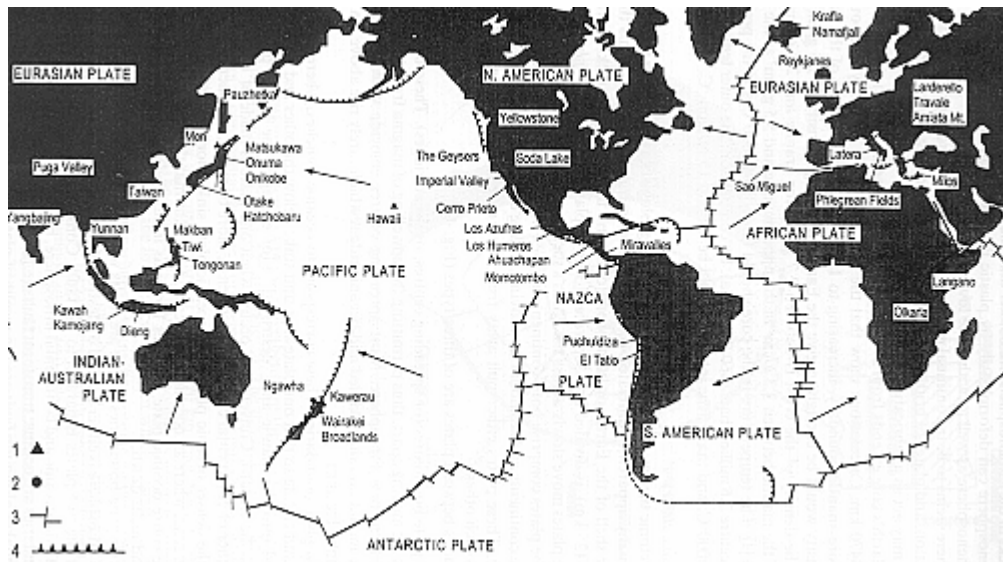 Krafla
Namafjall
Reykjanes
EURASIAN PLATE
N. AMERICAN PLATE
EURASIAN PLATE
Larderello
Travale
Amiata Mt.
Pauzhetka
Yellowstone
Mori
Matsukawa
Onuma
Onikobe
The Geysers
Soda Lake
Latera
Puga Valley
Imperial Valley
Sao Miguel
Milos
Taiwan
Otake
Hatchobaru
Hawaii
Cerro Prieto
Phlegrean Fields
Yangbajing
Yunnan
Makban
Tiwi
Tongonan
Los Azufres
Los Humeros
Ahuachapan
Momotombo
Miravalles
AFRICAN PLATE
PACIFIC PLATE
Langano
Kawah
Kamojang
Dieng
NAZCA
PLATE
Olkaria
Puchuldiza
El Tatio
INDIAN-
AUSTRALIAN
PLATE
Ngawha
Kawerau
Wairakei
Broadlands
S. AMERICAN PLATE
1
2
3
4
ANTARCTIC PLATE